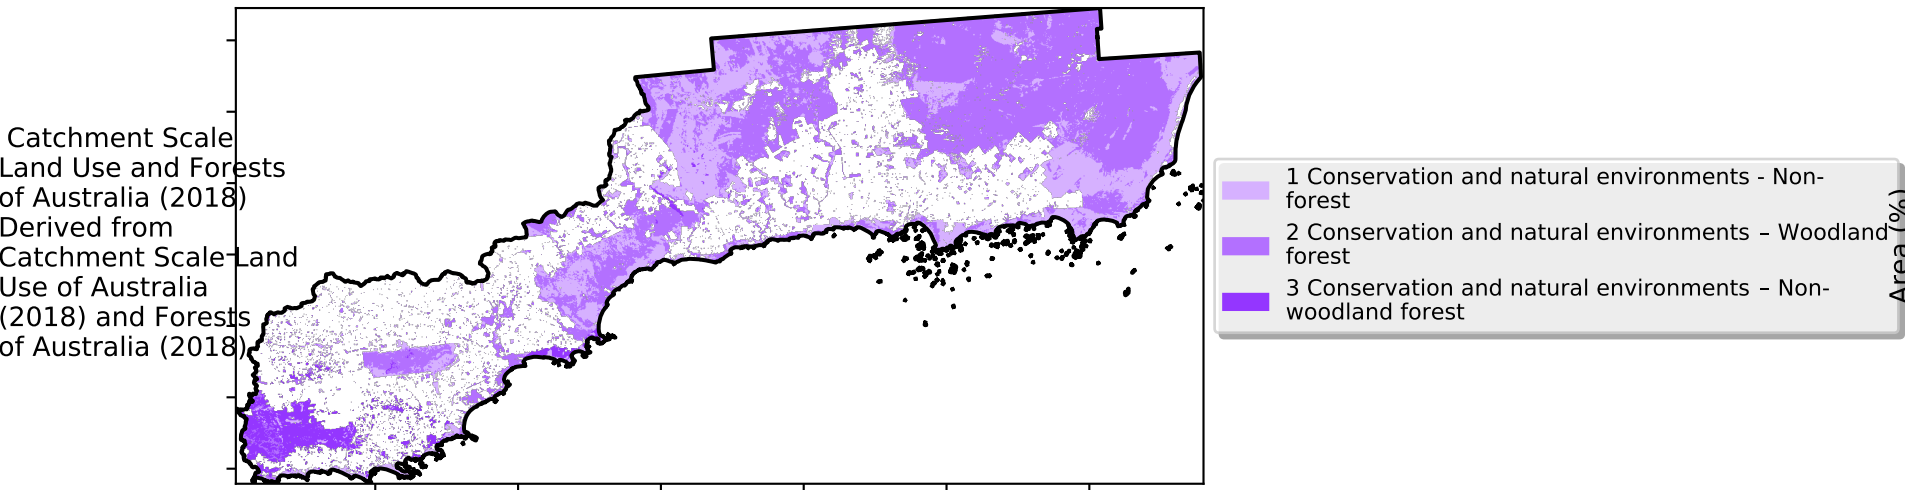 Catchment Scale
Land Use and Forests
of Australia (2018)
Derived from
Catchment Scale Land
Use of Australia
(2018) and Forests
of Australia (2018)
1 Conservation and natural environments - Non-
forest
2 Conservation and natural environments – Woodland
forest
3 Conservation and natural environments – Non-
woodland forest
Area (%)